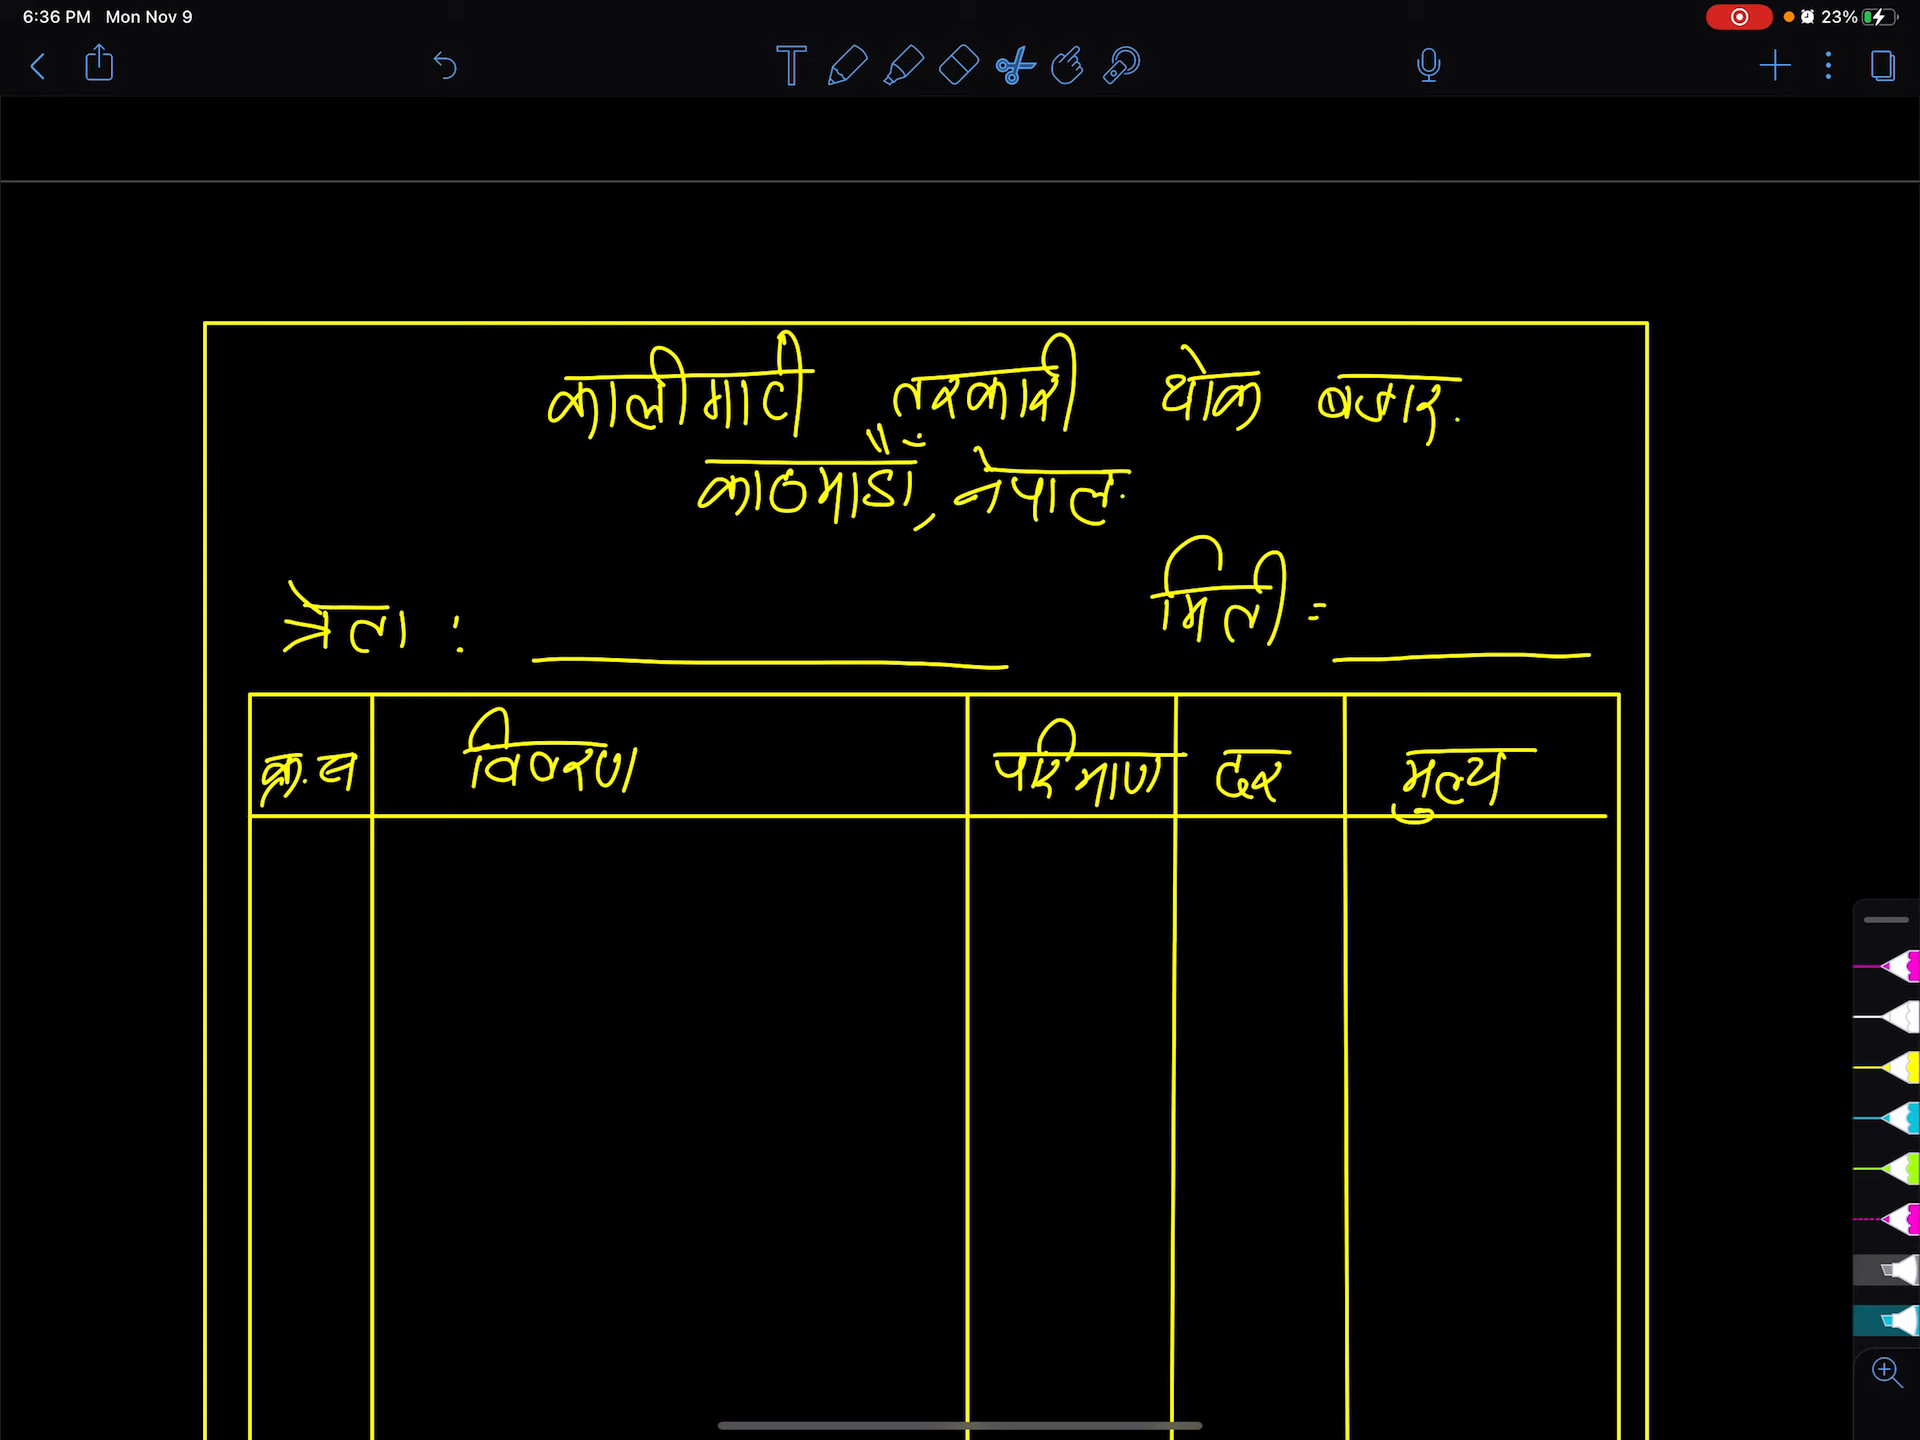 6:36 PM Mon Nov 9 23%
कालीमाटी तरकारी थोक बजार.
काठमाडौं, नेपाल.
क्रेता : मिती =
क्र.स विवरण परिमाण दर मुल्य